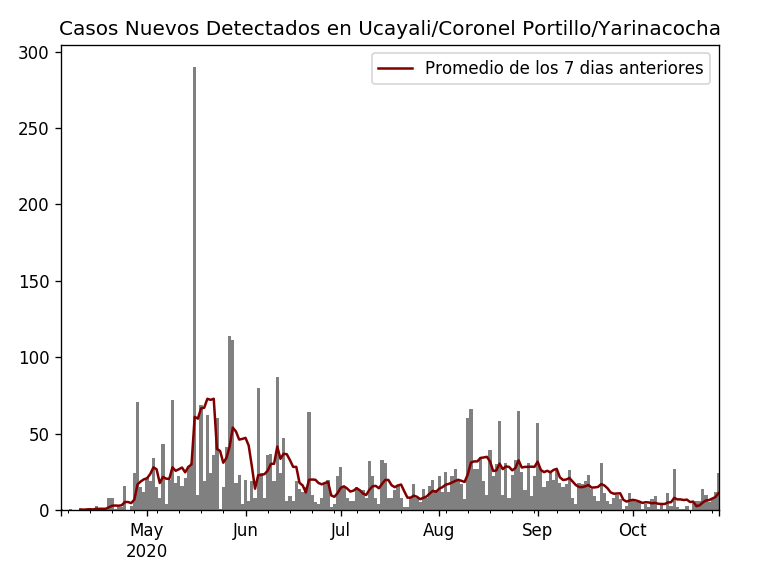 Casos Nuevos Detectados en Ucayali/Coronel Portillo/Yarinacocha
Promedio de los 7 dias anteriores
300
250
200
150
100
50
0
May Jun Jul Aug Sep Oct
2020